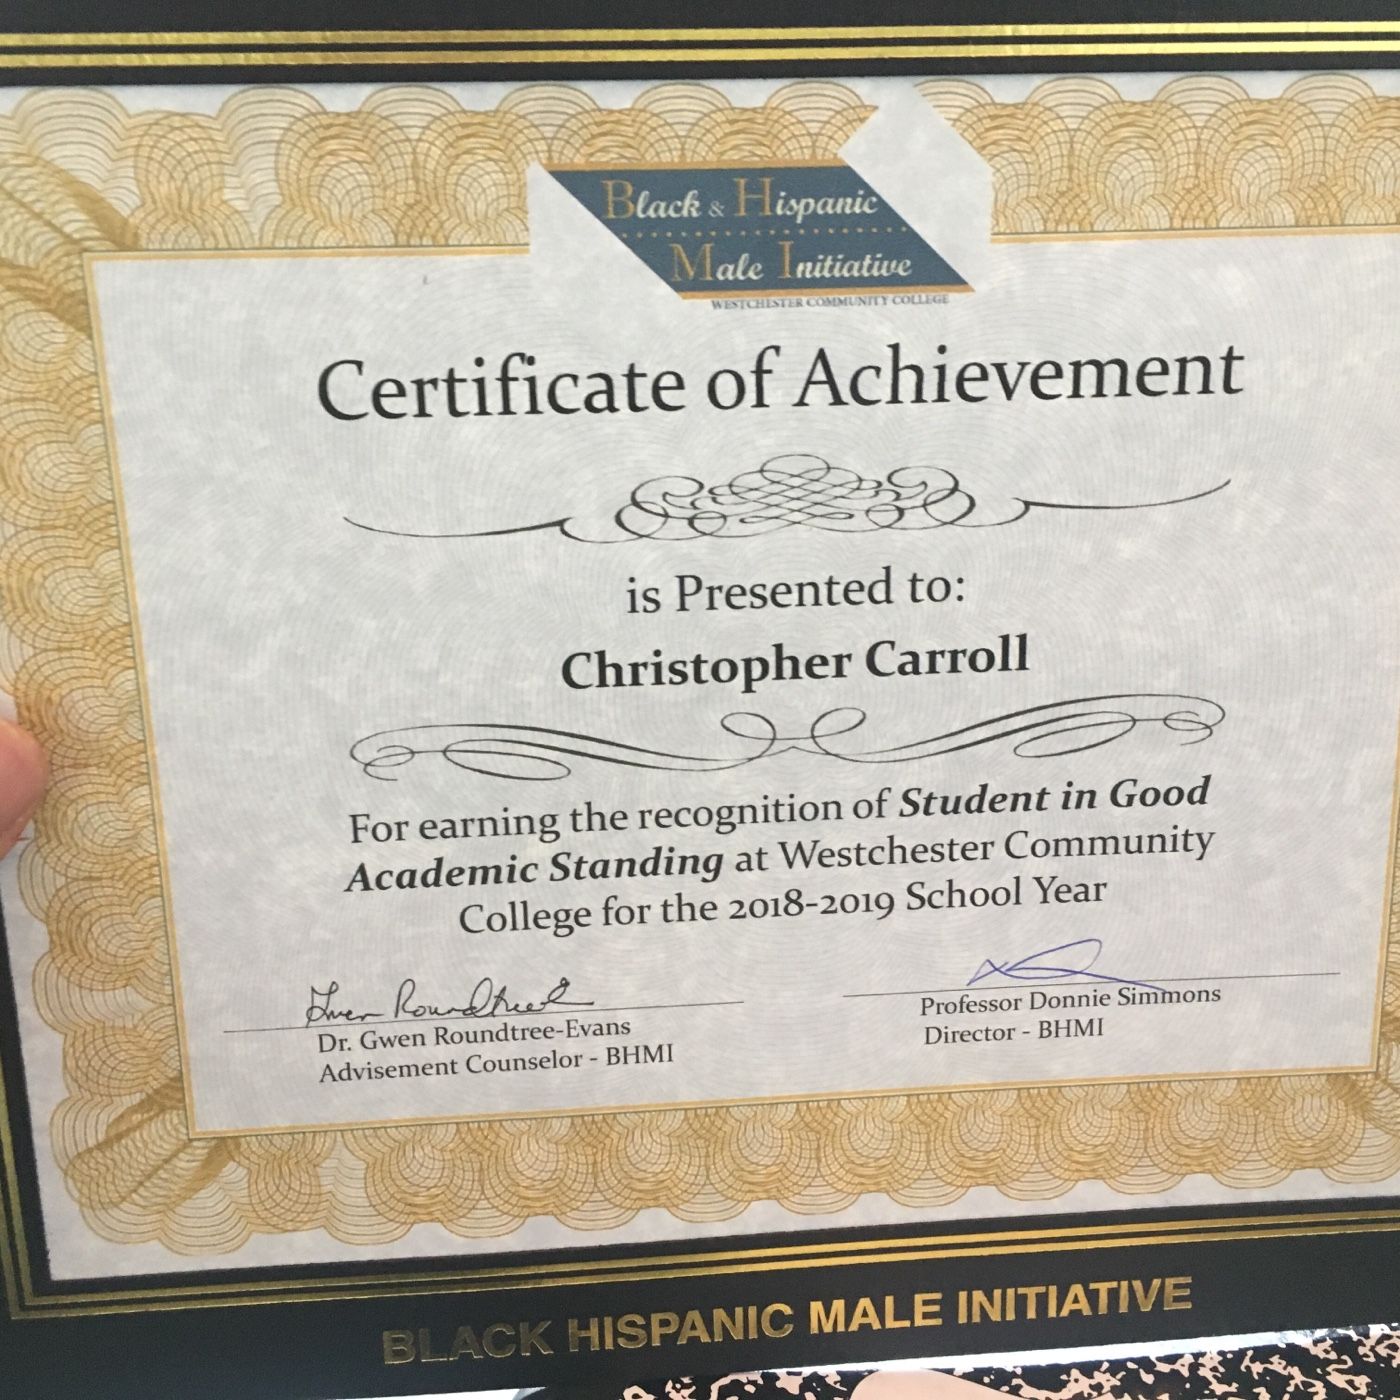 Black & Hispanic
Male Initiative
WESTCHESTER COMMUNITY COLLEGE
Certificate of Achievement
is Presented to:
Christopher Carroll
For earning the recognition of Student in Good
Academic Standing at Westchester Community
College for the 2018-2019 School Year
Gwen Roundtree
Dr. Gwen Roundtree-Evans
Advisement Counselor - BHMI
Professor Donnie Simmons
Director - BHMI
BLACK HISPANIC MALE INITIATIVE